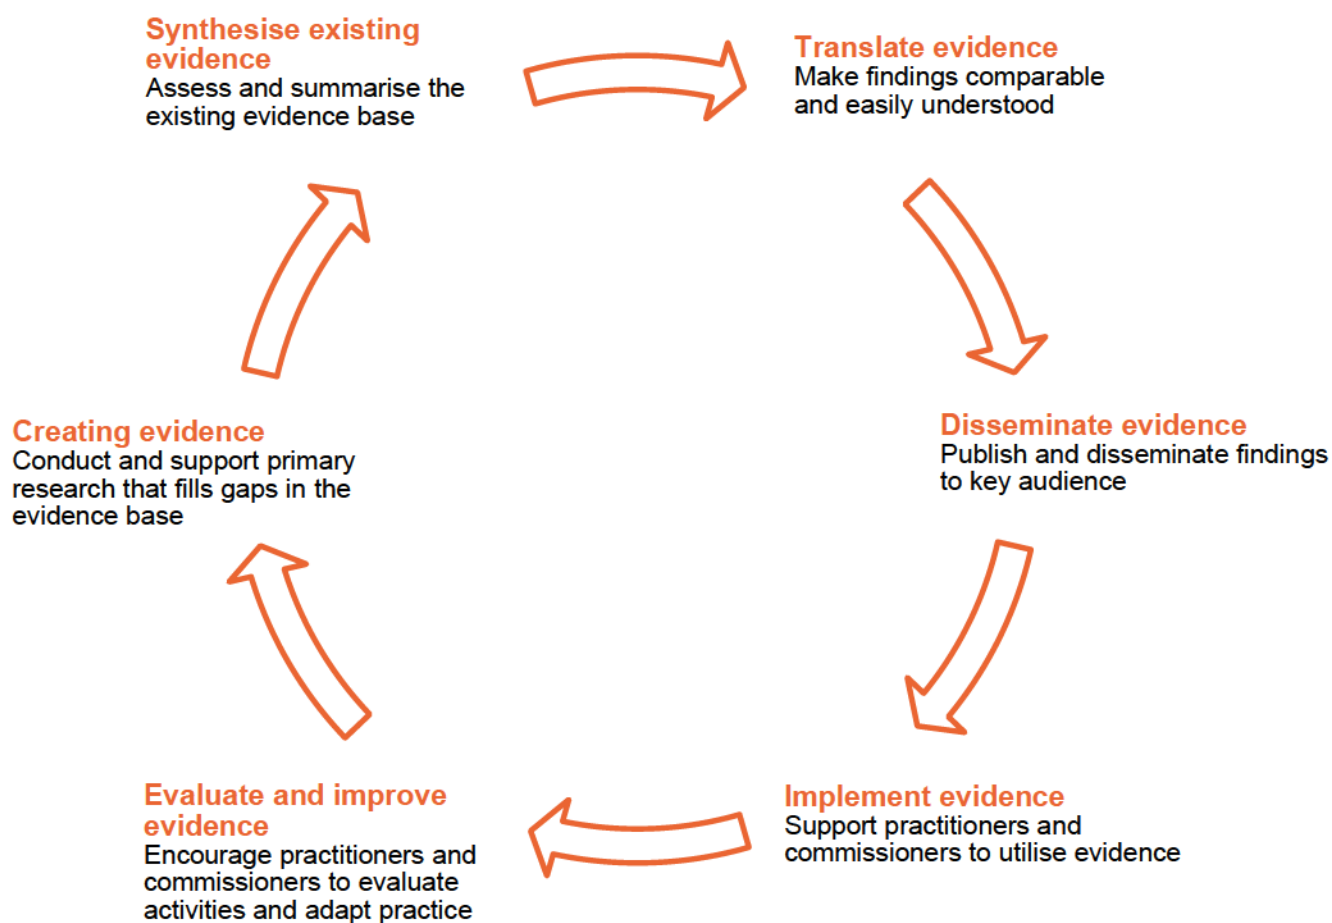 Synthesise existing
evidence
Assess and summarise the
existing evidence base
Translate evidence
Make findings comparable
and easily understood
Disseminate evidence
Publish and disseminate findings
to key audience
Implement evidence
Support practitioners and
commissioners to utilise evidence
Evaluate and improve
evidence
Encourage practitioners and
commissioners to evaluate
activities and adapt practice
Creating evidence
Conduct and support primary
research that fills gaps in the
evidence base